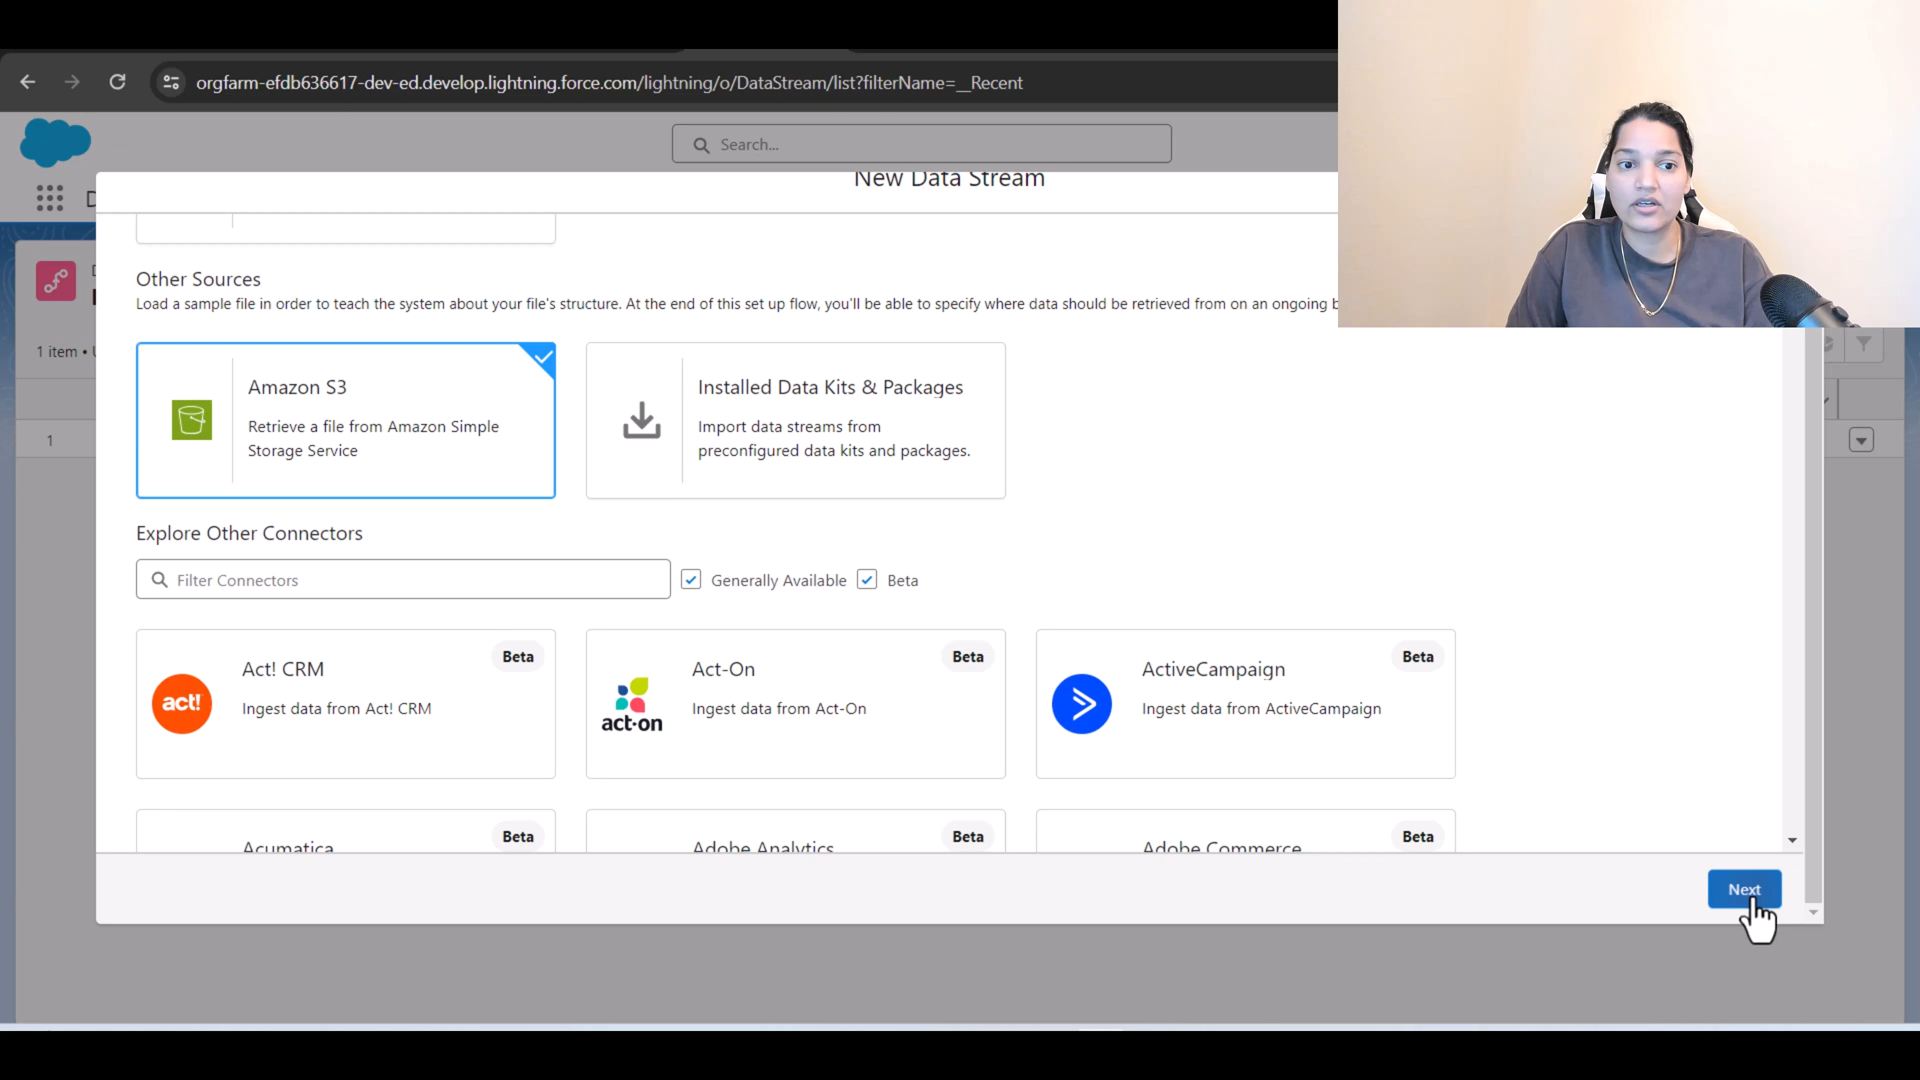 orgfarm-efdb636617-dev-ed.develop.lightning.force.com/lightning/o/DataStream/list?filterName=__Recent
Search...
New Data Stream
Other Sources
Load a sample file in order to teach the system about your file's structure. At the end of this set up flow, you'll be able to specify where data should be retrieved from on an ongoing
1 item •
Amazon S3
Retrieve a file from Amazon Simple
Storage Service
Installed Data Kits & Packages
Import data streams from
preconfigured data kits and packages.
1
Explore Other Connectors
Filter Connectors
Generally Available
Beta
Act! CRM
Beta
Ingest data from Act! CRM
act!
Act-On
Beta
Ingest data from Act-On
act-on
ActiveCampaign
Beta
Ingest data from ActiveCampaign
Acumatica
Beta
Adobe Analytics
Beta
Adobe Commerce
Beta
Next